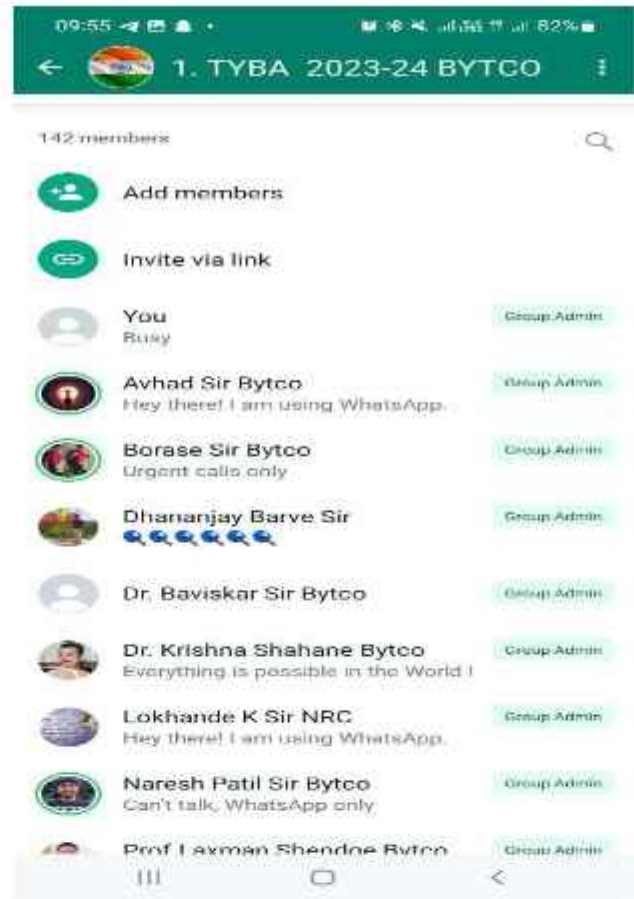 09:55
82%
1. TYBA 2023-24 BYTCO
142 members
Add members
Invite via link
You
Group Admin
Busy
Avhad Sir Bytco
Group Admin
Hey there! I am using WhatsApp.
Borase Sir Bytco
Group Admin
Urgent calls only
Dhananjay Barve Sir
Group Admin
Dr. Baviskar Sir Bytco
Group Admin
Dr. Krishna Shahane Bytco
Group Admin
Everything is possible in the World !
Lokhande K Sir NRC
Group Admin
Hey there! I am using WhatsApp.
Naresh Patil Sir Bytco
Group Admin
Can't talk, WhatsApp only
Prof Laxman Shendge Bytco
Group Admin